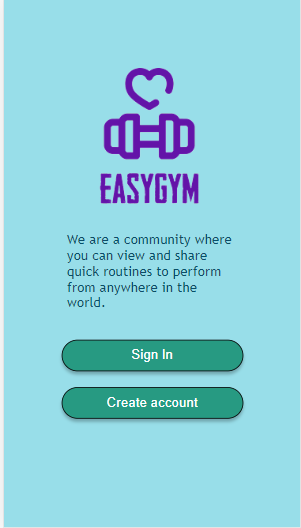 EASYGYM
We are a community where
you can view and share
quick routines to perform
from anywhere in the
world.
Sign In
Create account